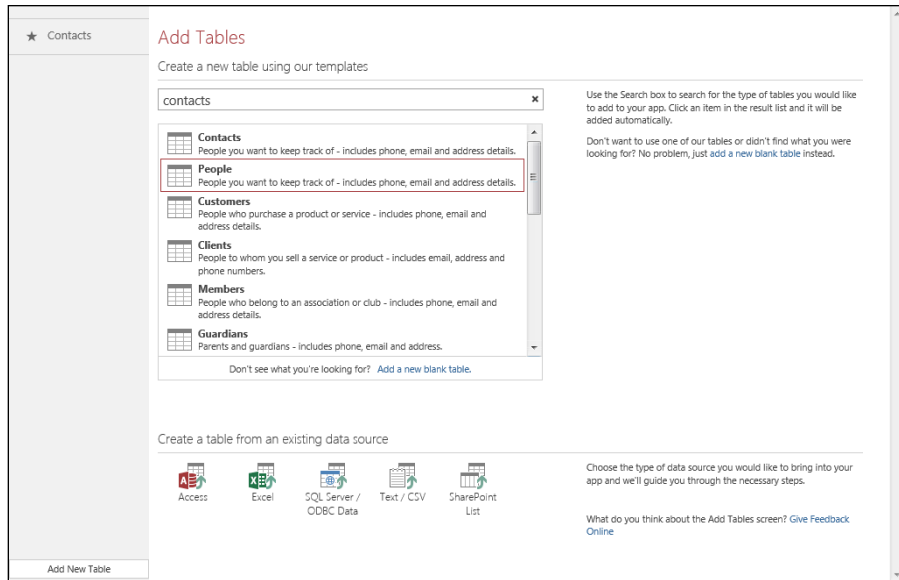 Contacts
Add Tables
Create a new table using our templates
contacts
Contacts
People you want to keep track of - includes phone, email and address details.
People
People you want to keep track of - includes phone, email and address details.
Customers
People who purchase a product or service - includes phone, email and
address details.
Clients
People to whom you sell a service or product - includes email, address and
phone numbers.
Members
People who belong to an association or club - includes phone, email and
address details.
Guardians
Parents and guardians - includes phone, email and address.
Don't see what you're looking for? Add a new blank table.
Use the Search box to search for the type of tables you would like
to add to your app. Click an item in the result list and it will be
added automatically.
Don't want to use one of our tables or didn't find what you were
looking for? No problem, just add a new blank table instead.
Create a table from an existing data source
Access
Excel
SQL Server /
ODBC Data
Text / CSV
SharePoint
List
Choose the type of data source you would like to bring into your
app and we'll guide you through the necessary steps.
What do you think about the Add Tables screen? Give Feedback
Online
Add New Table